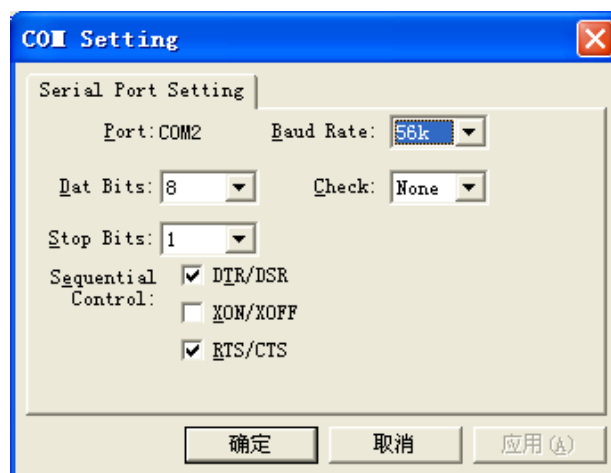 COM Setting
Serial Port Setting
Port:COM2 Baud Rate: 56k
Dat Bits: 8 Check: None
Stop Bits: 1
Sequential Control: DTR/DSR
XON/XOFF
RTS/CTS
确定 取消 应用(A)